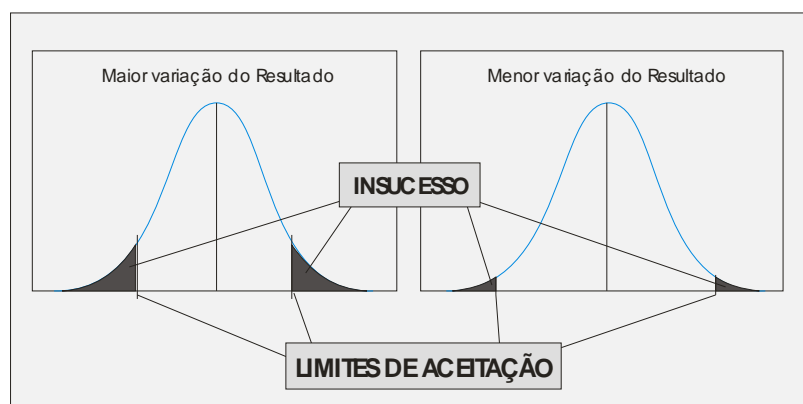 Maior variação do Resultado
Menor variação do Resultado
INSUCESSO
LIMITES DE ACEITAÇÃO